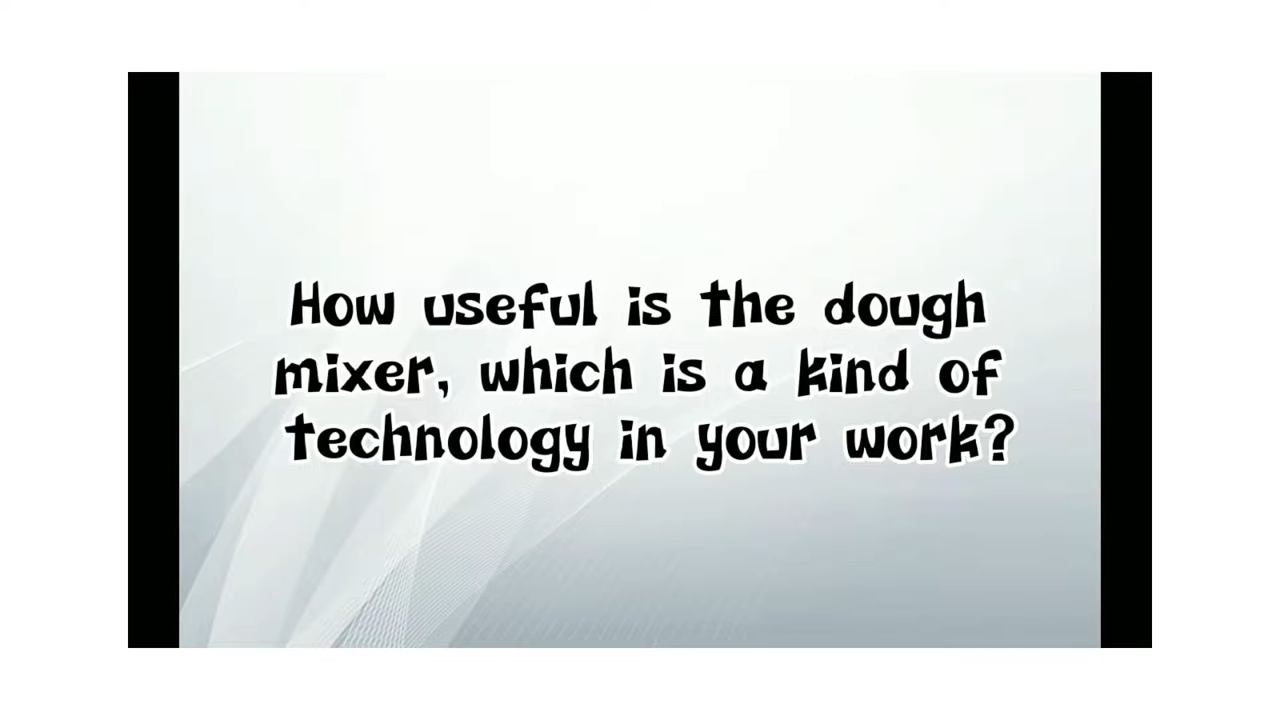 How useful is the dough
mixer, which is a kind of
technology in your work?